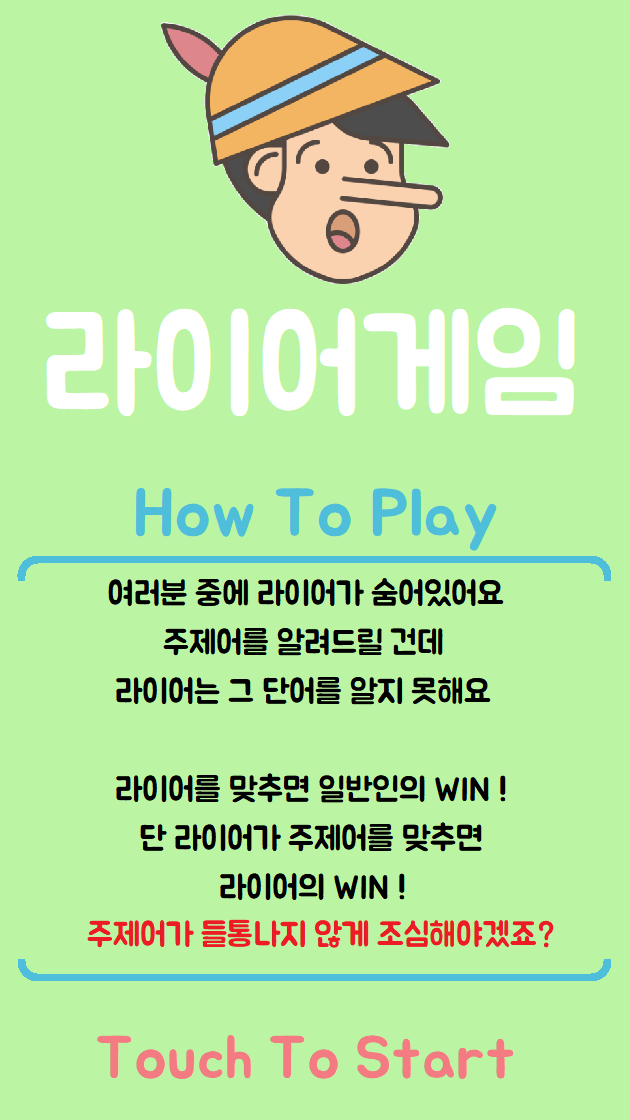 라이어게임
How To Play
여러분 중에 라이어가 숨어있어요
주제어를 알려드릴 건데
라이어는 그 단어를 알지 못해요
라이어를 맞추면 일반인의 WIN !
단 라이어가 주제어를 맞추면
라이어의 WIN !
주제어가 들통나지 않게 조심해야겠죠?
Touch To Start